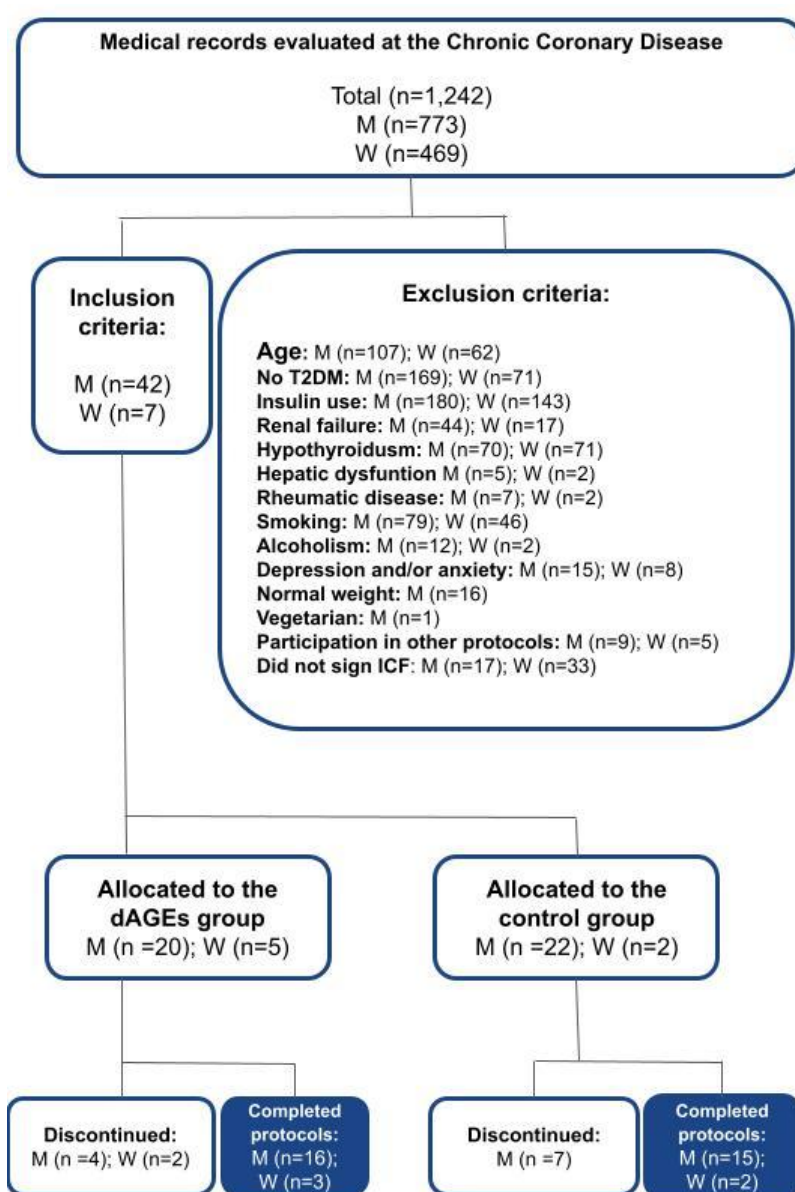 Medical records evaluated at the Chronic Coronary Disease
Total (n=1,242)
M (n=773)
W (n=469)
Inclusion
criteria:
M (n=42)
W (n=7)
Exclusion criteria:
Age: M (n=107); W (n=62)
No T2DM: M (n=169); W (n=71)
Insulin use: M (n=180); W (n=143)
Renal failure: M (n=44); W (n=17)
Hypothyroidusm: M (n=70); W (n=71)
Hepatic dysfuntion M (n=5); W (n=2)
Rheumatic disease: M (n=7); W (n=2)
Smoking: M (n=79); W (n=46)
Alcoholism: M (n=12); W (n=2)
Depression and/or anxiety: M (n=15); W (n=8)
Normal weight: M (n=16)
Vegetarian: M (n=1)
Participation in other protocols: M (n=9); W (n=5)
Did not sign ICF: M (n=17); W (n=33)
Allocated to the
dAGEs group
M (n =20); W (n=5)
Allocated to the
control group
M (n =22); W (n=2)
Discontinued:
M (n =4); W (n=2)
Completed
protocols:
M (n=16);
W (n=3)
Discontinued:
M (n =7)
Completed
protocols:
M (n=15);
W (n=2)